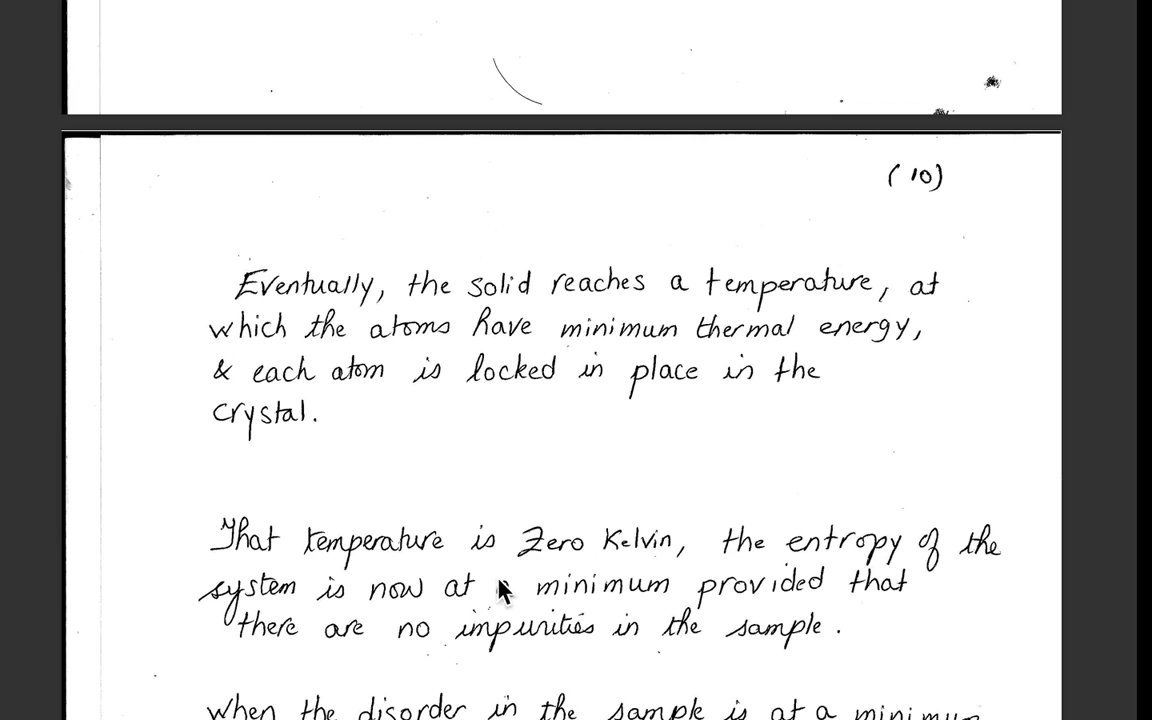 (10)
Eventually, the solid reaches a temperature, at
which the atoms have minimum thermal energy,
& each atom is locked in place in the
crystal.
That temperature is Zero Kelvin, the entropy of the
system is now at minimum provided that
there are no impurities in the sample.
When the disorder in the sample is at a minimum